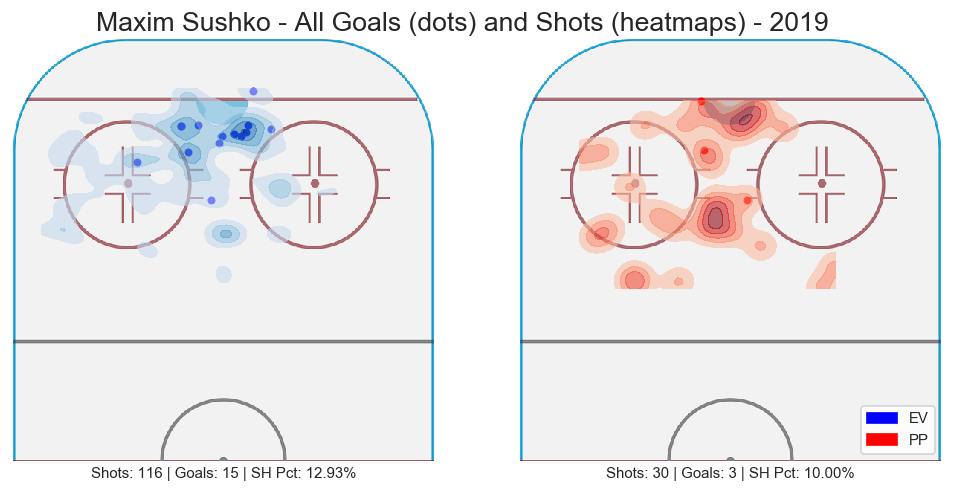 Maxim Sushko - All Goals (dots) and Shots (heatmaps) - 2019
EV
PP
Shots: 116 | Goals: 15 | SH Pct: 12.93%
Shots: 30 | Goals: 3 | SH Pct: 10.00%